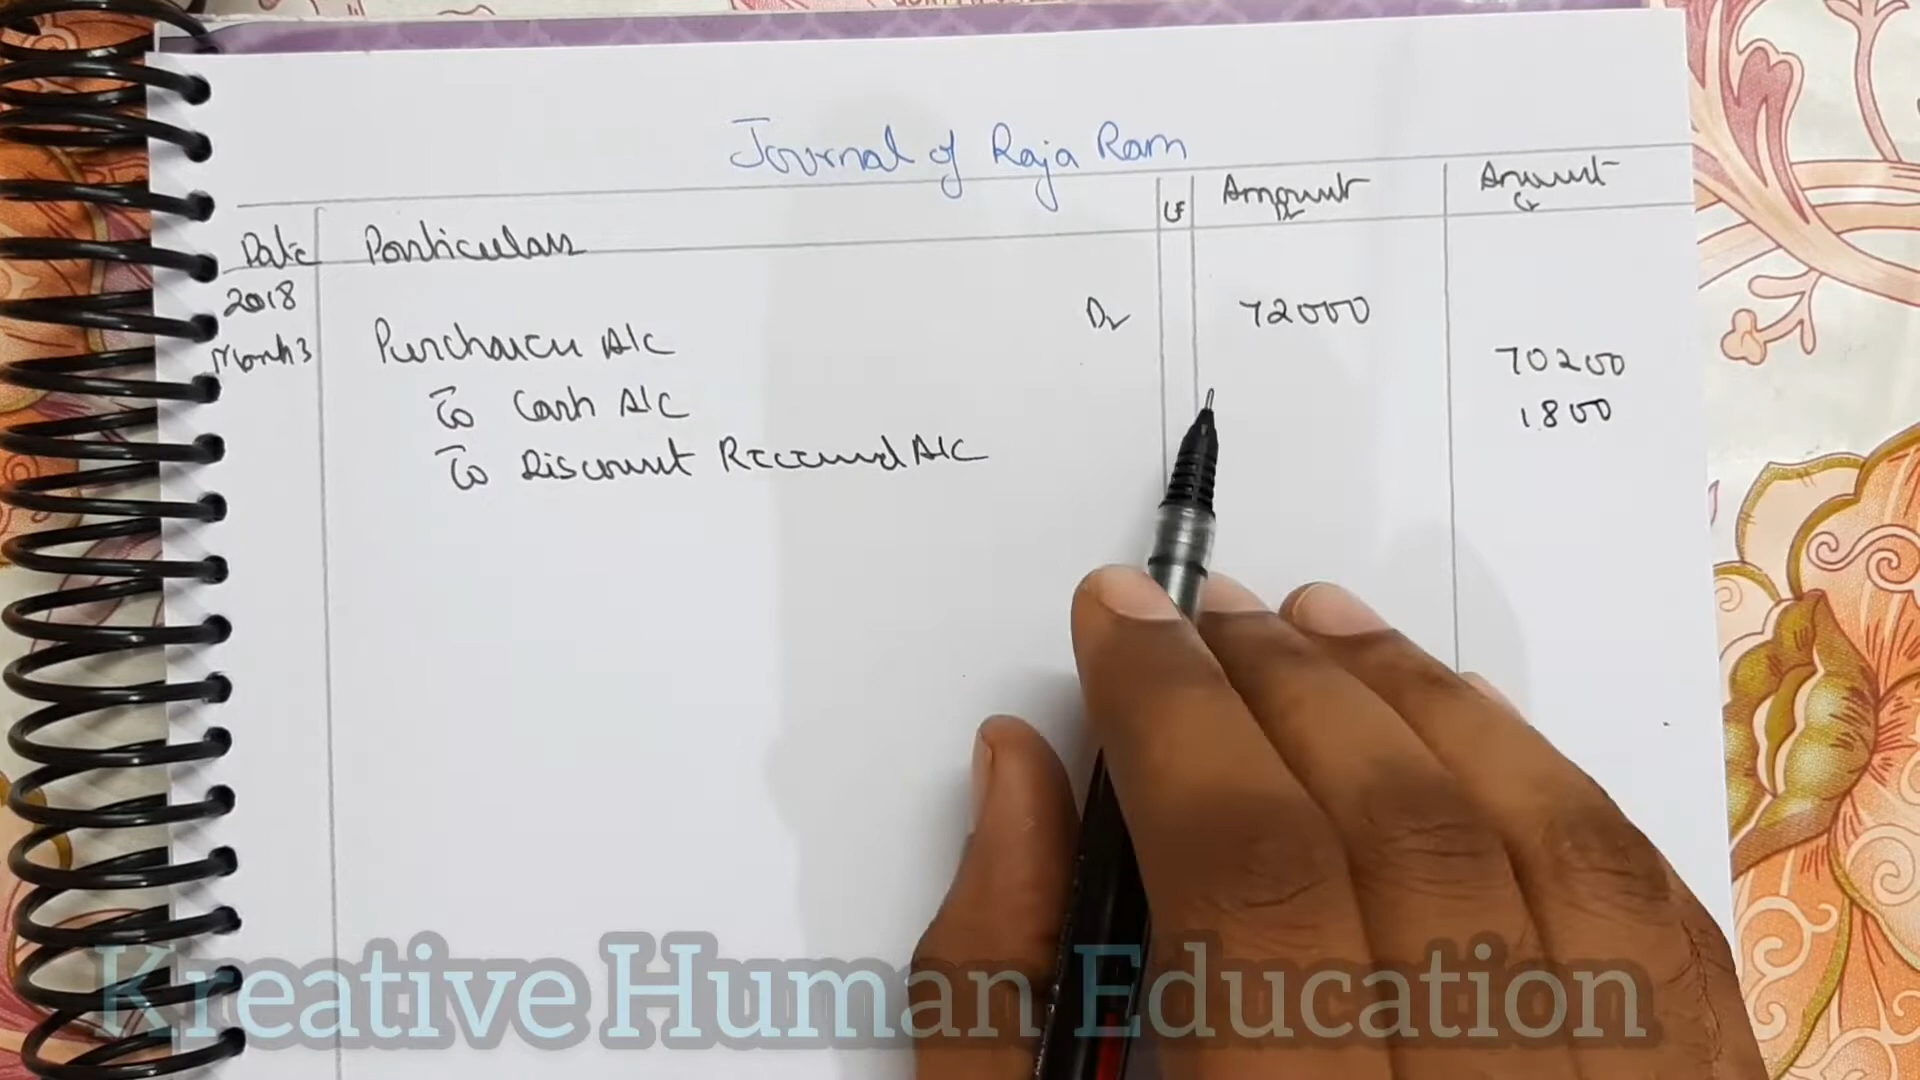 Journal of Raja Ram
Date Particulars LF Amount Dr Amount Cr
2018
March 3 Purchases A/c Dr 72000
To Cash A/c 70200
To Discount Received A/c 1800
Kreative Human Education